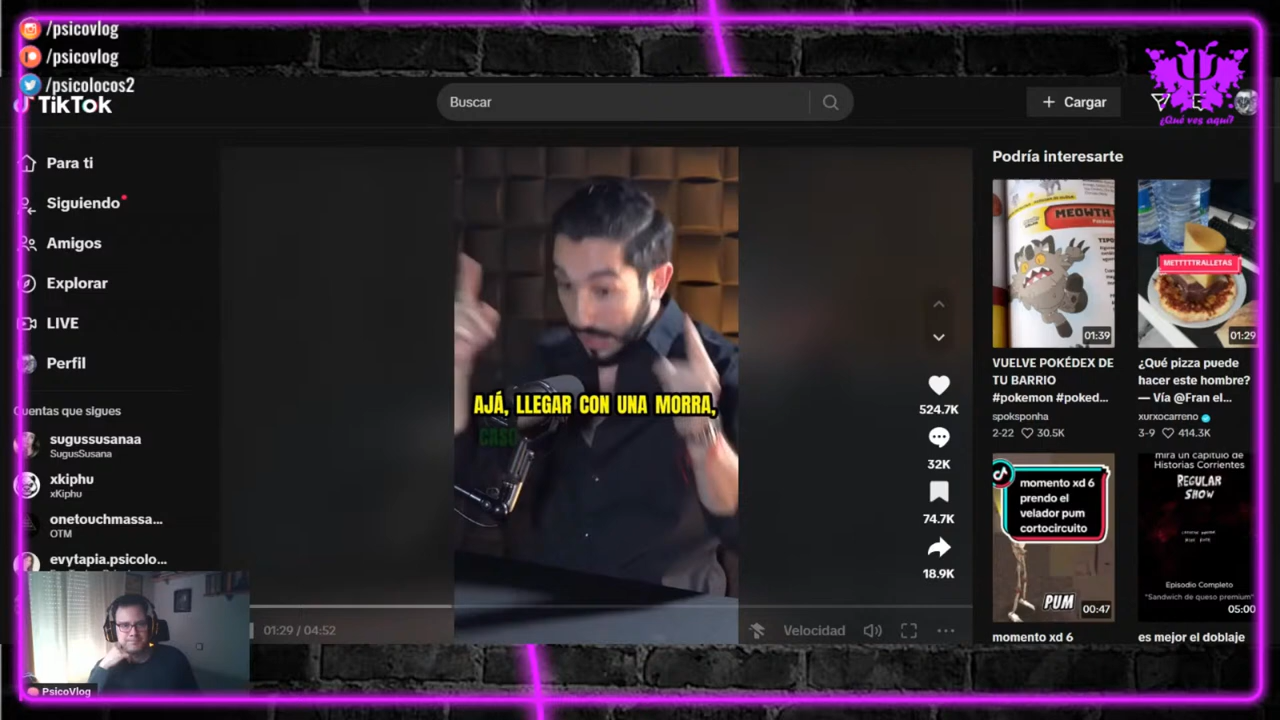 /psicovlog
/psicovlog
/psicolocos2
TikTok
Buscar
Cargar
¿Qué ves aquí?
Para ti
Siguiendo
Amigos
Explorar
LIVE
Perfil
Cuentas que sigues
sugussusanaa
SugusSusana
xkiphu
xKiphu
onetouchmassa...
OTM
evytapia.psicolo...
PsicoVlog
AJÁ, LLEGAR CON UNA MORRA,
CRSO
01:29 / 04:52
Velocidad
524.7K
32K
74.7K
18.9K
Podría interesarte
MEOWTH
01:39
VUELVE POKÉDEX DE
TU BARRIO
#pokemon #poked...
spoksponha
2-22 30.5K
METTTTTRALLETAS
01:29
¿Qué pizza puede
hacer este hombre?
— Vía @Fran el...
xurxocarreno
3-9 414.3K
momento xd 6
prendo el
velador pum
cortocircuito
PUM
00:47
momento xd 6
mira un capitulo de
Historias Corrientes
REGULAR
SHOW
Episodio Completo
"Sandwich de queso premium"
05:00
es mejor el doblaje